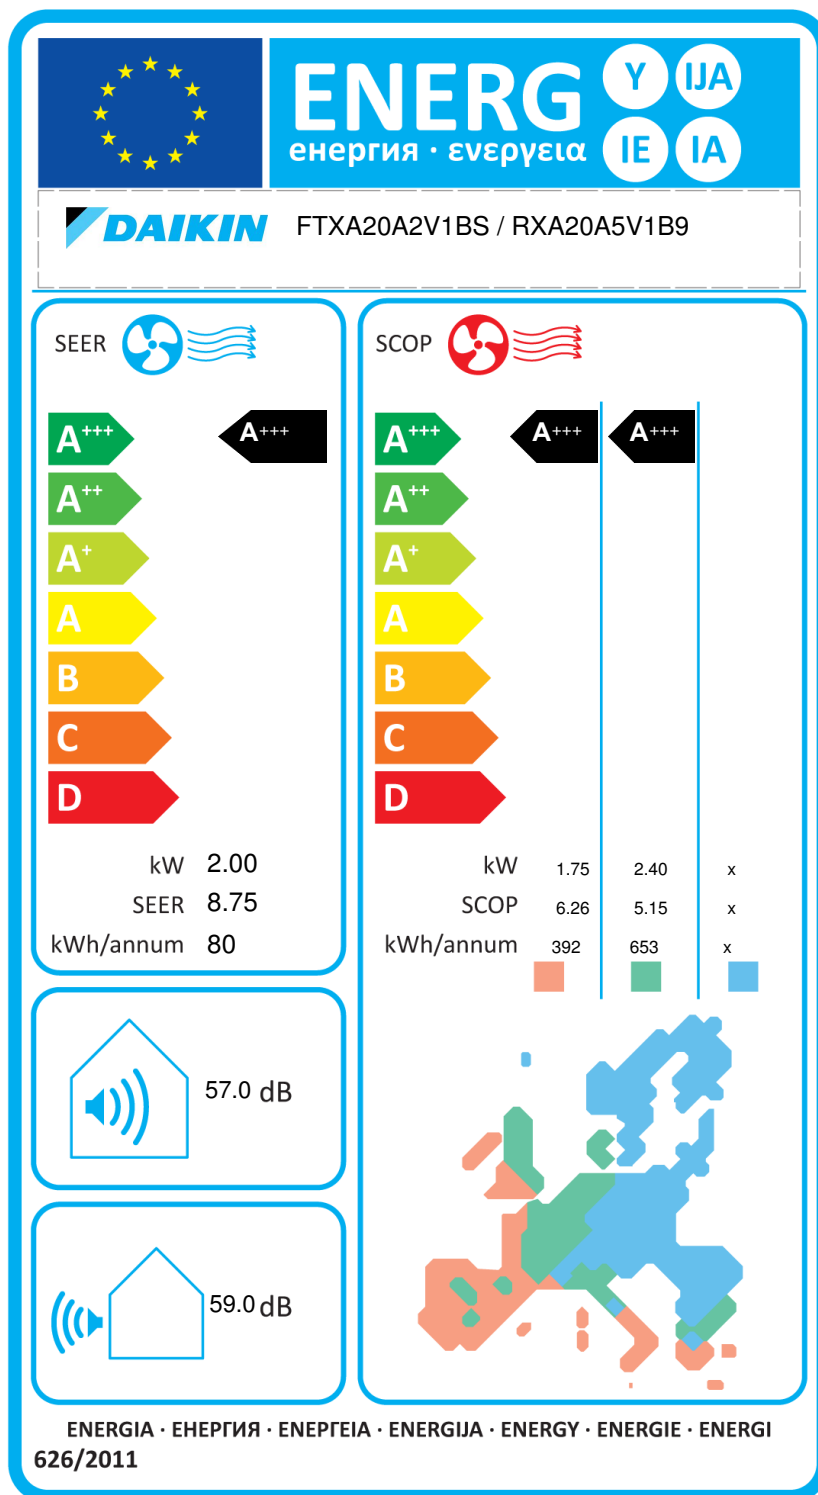 ENERG
енергия · ενεργεια
Y
IJA
IE
IA
DAIKIN
FTXA20A2V1BS / RXA20A5V1B9
SEER
A+++
A+++
A++
A+
A
B
C
D
kW 2.00
SEER 8.75
kWh/annum 80
SCOP
A+++
A+++
A+++
A++
A+
A
B
C
D
kW 1.75 2.40 x
SCOP 6.26 5.15 x
kWh/annum 392 653 x
57.0 dB
59.0 dB
ENERGIA · ЕНЕРГИЯ · ΕΝΕΡΓΕΙΑ · ENERGIJA · ENERGY · ENERGIE · ENERGI
626/2011